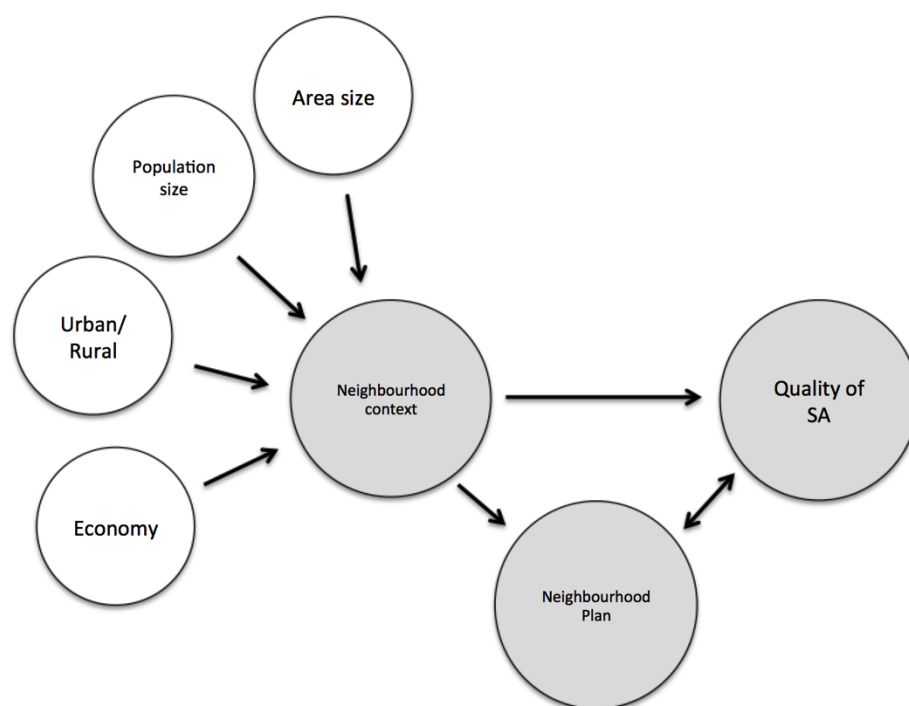 Area size
Population
size
Urban/
Rural
Neighbourhood
context
Quality of
SA
Economy
Neighbourhood
Plan